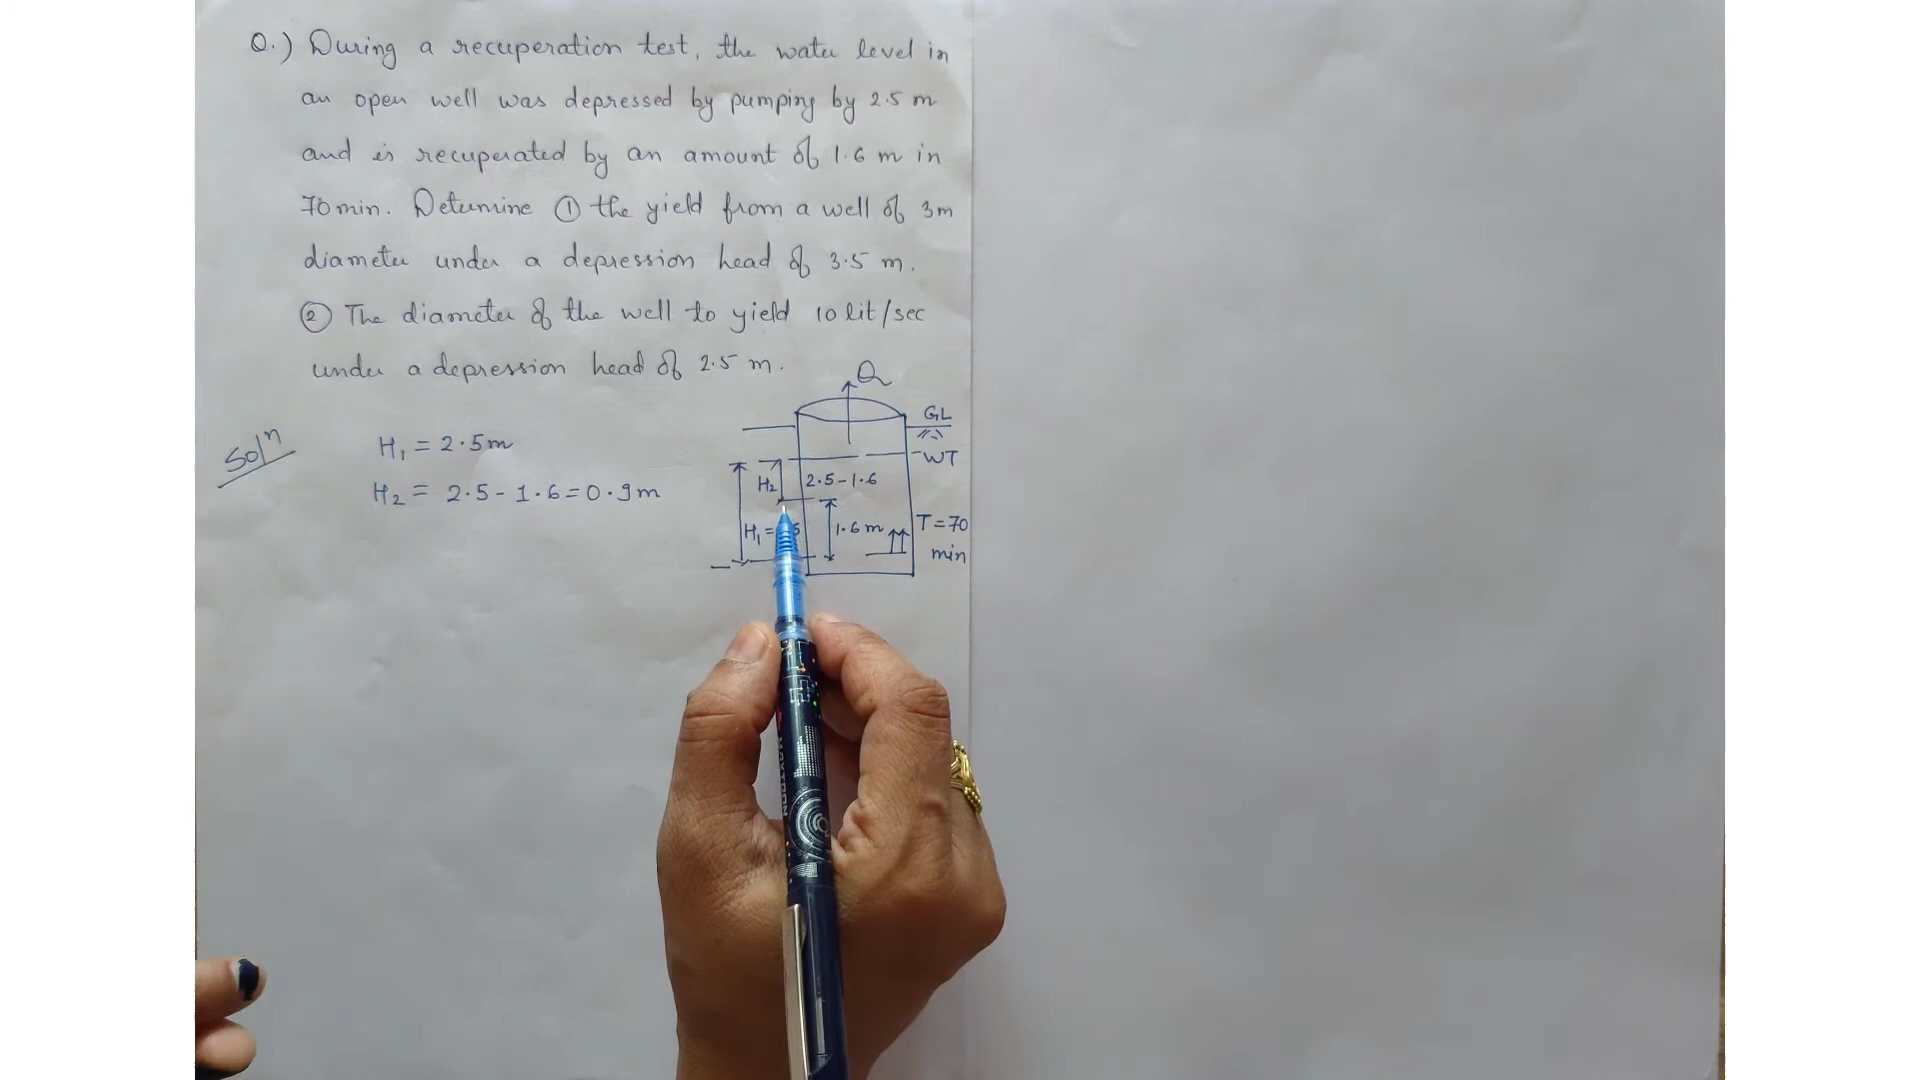 Q.) During a recuperation test, the water level in
an open well was depressed by pumping by 2.5 m
and is recuperated by an amount of 1.6 m in
70 min. Determine ① the yield from a well of 3m
diameter under a depression head of 3.5 m.
② The diameter of the well to yield 10 lit/sec
under a depression head of 2.5 m.
Q
GL
WT
Solⁿ
H₁ = 2.5m
H₂ = 2.5 - 1.6 = 0.9m
H₂ 2.5-1.6
H₁ = 1.6 m T=70
min